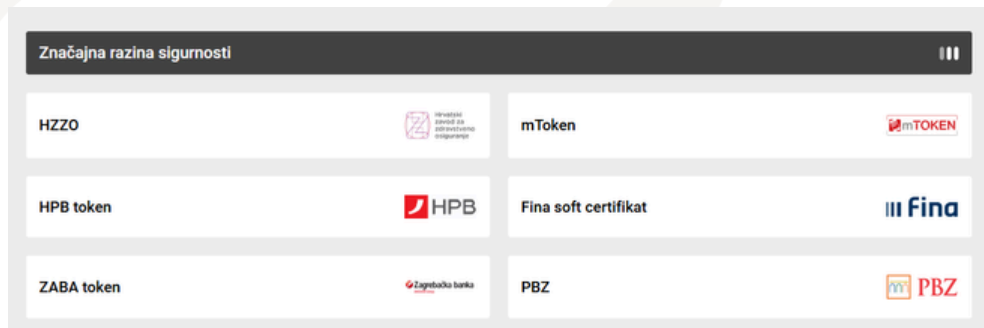 Značajna razina sigurnosti
HZZO
Hrvatski
zavod za
zdravstveno
osiguranje
mToken
mTOKEN
HPB token
HPB
Fina soft certifikat
Fina
ZABA token
Zagrebačka banka
PBZ
PBZ